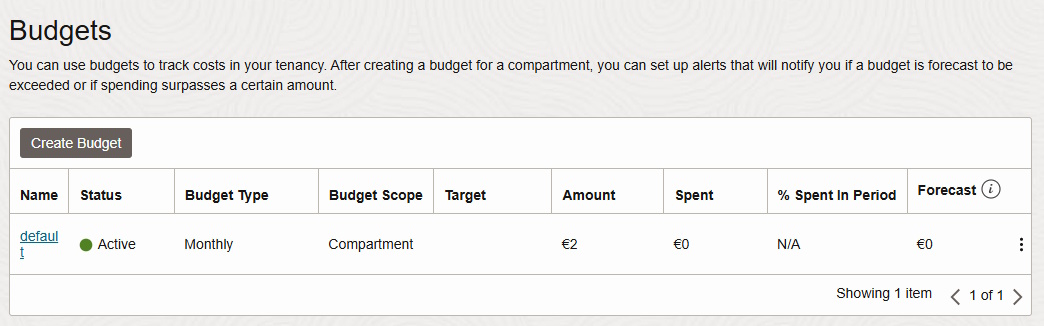 Budgets
You can use budgets to track costs in your tenancy. After creating a budget for a compartment, you can set up alerts that will notify you if a budget is forecast to be
exceeded or if spending surpasses a certain amount.
Create Budget
Name Status Budget Type Budget Scope Target Amount Spent % Spent In Period Forecast i
defaul
t
Active Monthly Compartment €2 €0 N/A €0
Showing 1 item 1 of 1